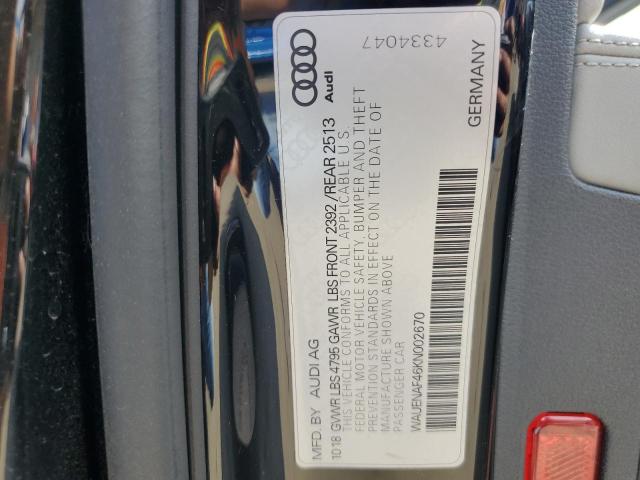 4334047
Audi
MFD. BY AUDI AG
10 18 GVWR LBS 4795 GAWR LBS FRONT 2392 / REAR 2513
THIS VEHICLE CONFORMS TO ALL APPLICABLE U S.
FEDERAL MOTOR VEHICLE SAFETY, BUMPER AND THEFT
PREVENTION STANDARDS IN EFFECT ON THE DATE OF
MANUFACTURE SHOWN ABOVE
PASSENGER CAR
WAUENAF46KN002670
GERMANY